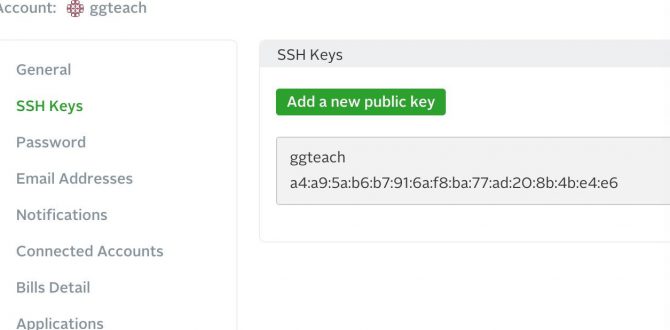 Account: ggteach
General
SSH Keys
Password
Email Addresses
Notifications
Connected Accounts
Bills Detail
Applications
SSH Keys
Add a new public key
ggteach
a4:a9:5a:b6:b7:91:6a:f8:ba:77:ad:20:8b:4b:e4:e6